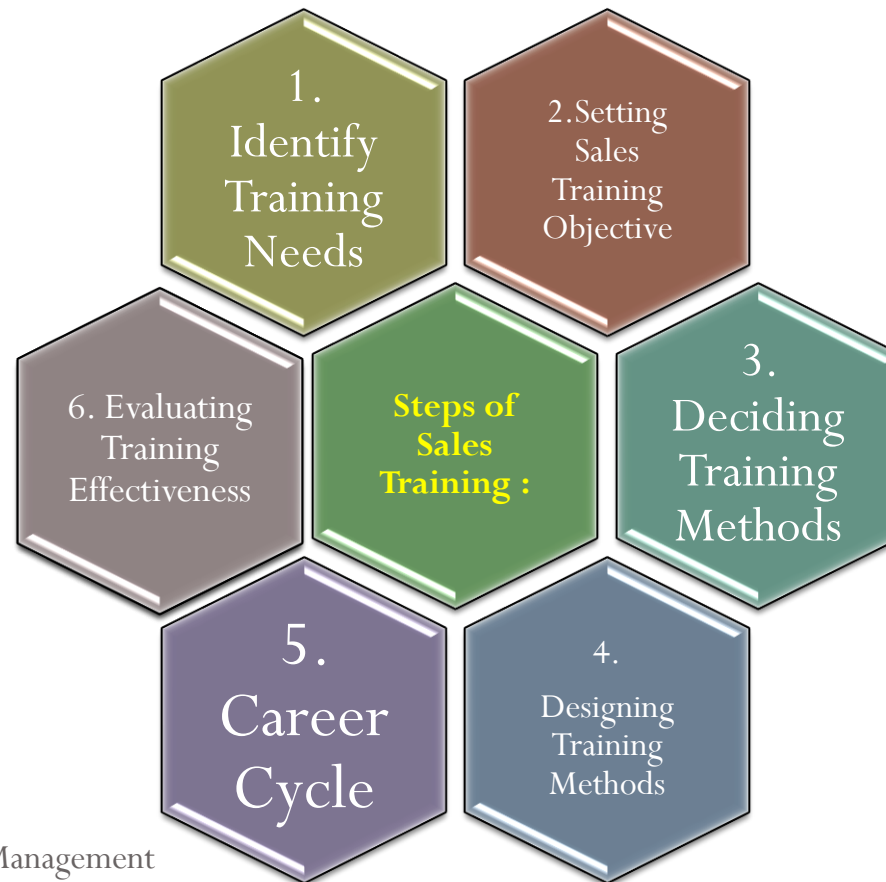 1.
Identify
Training
Needs
2.Setting
Sales
Training
Objective
3.
Deciding
Training
Methods
4.
Designing
Training
Methods
5.
Career
Cycle
6. Evaluating
Training
Effectiveness
Steps of
Sales
Training :
Management